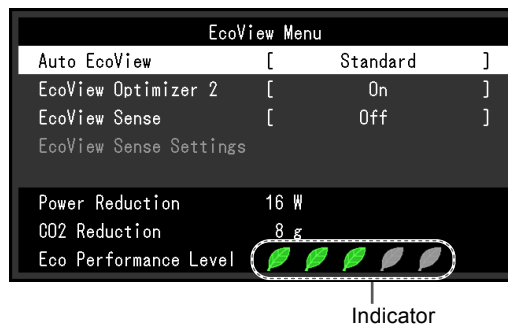 EcoView Menu
Auto EcoView [ Standard ]
EcoView Optimizer 2 [ On ]
EcoView Sense [ Off ]
EcoView Sense Settings
Power Reduction 16 W
CO2 Reduction 8 g
Eco Performance Level
Indicator